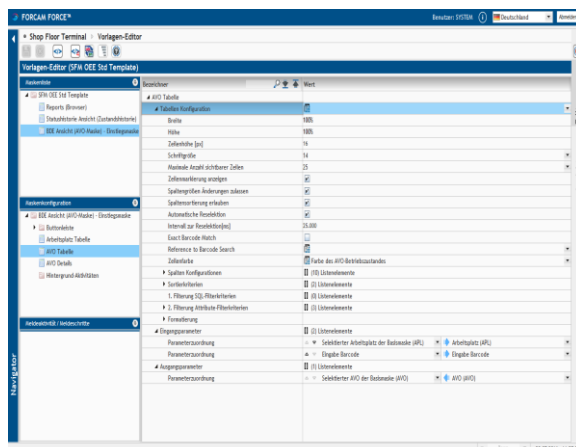 FORCAM FORCE™
Benutzer: SYSTEM
Deutschland
Abmelden
Shop Floor Terminal
Vorlagen-Editor
Vorlagen-Editor (SFM OEE Std Template)
Maskenliste
SFM OEE Std Template
Reports (Browser)
Statushistorie Ansicht (Zustandshistorie)
BDE Ansicht (AVO-Maske) - Einstiegsmaske
Maskenkonfiguration
BDE Ansicht (AVO-Maske) - Einstiegsmaske
Buttonleiste
Arbeitsplatz Tabelle
AVO Tabelle
AVO Details
Hintergrund-Aktivitäten
Meldeaktivität / Meldeschritte
Navigator
Bezeichner Wert
AVO Tabelle
Tabellen Konfiguration
Breite 100%
Höhe 100%
Zellenhöhe [px]
Schriftgröße 14
Maximale Anzahl sichtbarer Zeilen 25
Zeilenmarkierung anzeigen
Spaltengrößen Änderungen zulassen
Spaltensortierung erlauben
Automatische Reselektion
Intervall zur Reselektion[ms] 25.000
Exact Barcode Match
Reference to Barcode Search
Zeilenfarbe Farbe des AVO-Betriebszustandes
Spalten Konfigurationen (10) Listenelemente
Sortierkriterien (2) Listenelemente
1. Filterung SQL-Filterkriterien (0) Listenelemente
2. Filterung Attribute-Filterkriterien (3) Listenelemente
Formatierung
Eingangsparameter (2) Listenelemente
Parameterzuordnung Selektierter Arbeitsplatz der Basismaske (APL) Arbeitsplatz (APL)
Parameterzuordnung Eingabe Barcode Eingabe Barcode
Ausgangsparameter (1) Listenelemente
Parameterzuordnung Selektierter AVO der Basismaske (AVO) AVO (AVO)